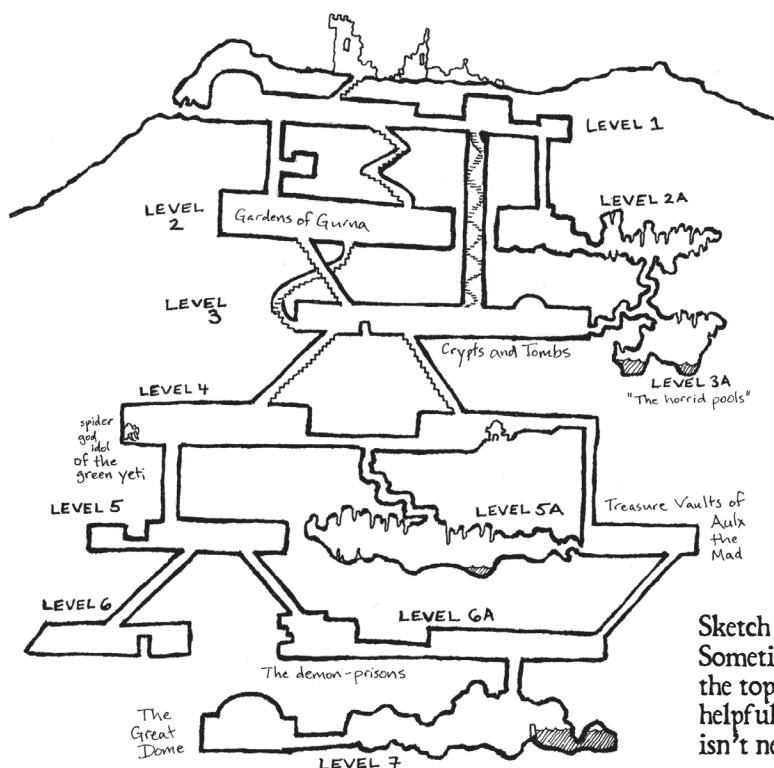 LEVEL 1
LEVEL 2A
LEVEL
2
Gardens of Gurna
LEVEL
3
Crypts and Tombs
LEVEL 3A
"The horrid pools"
LEVEL 4
spider
god
idol
of the
green yeti
LEVEL 5
LEVEL 5A
Treasure Vaults of
Aulx
the
Mad
LEVEL 6
LEVEL 6A
The demon-prisons
The
Great
Dome
LEVEL 7
Sketch
Someti
the top
helpful
isn't ne